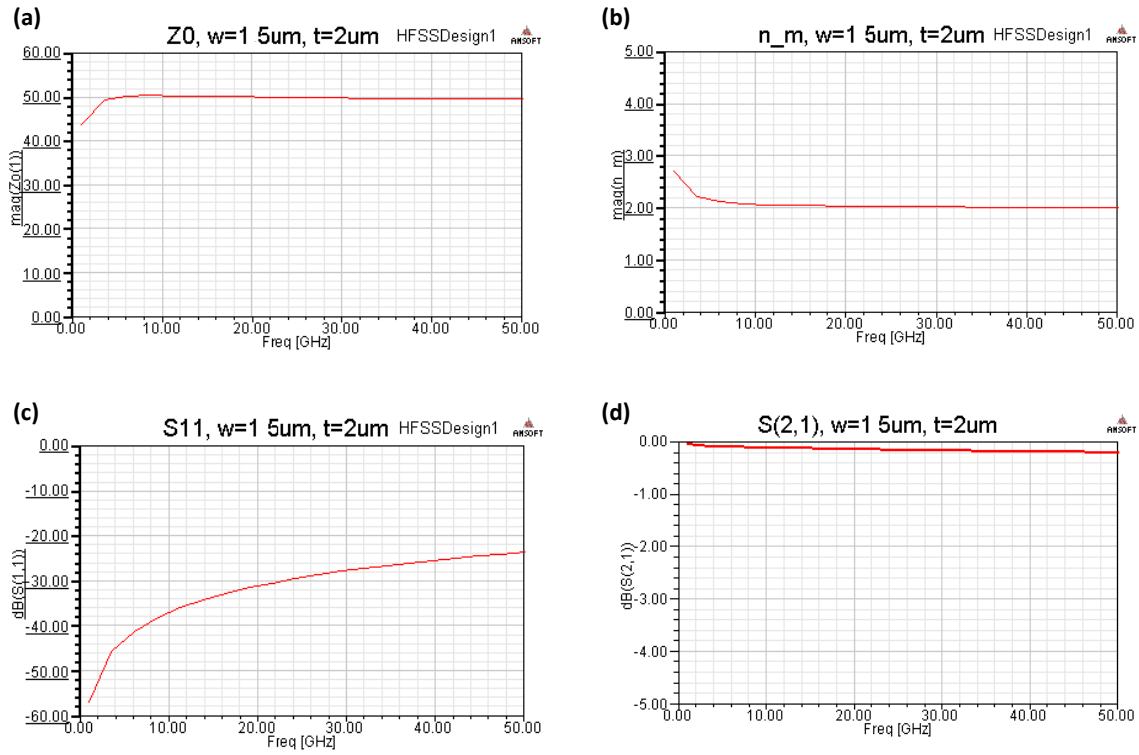 (a)
Z0, w=1 5um, t=2um HFSSDesign1 ANSOFT
60.00
50.00
40.00
30.00
20.00
10.00
0.00
mag(Zo(1))
0.00 10.00 20.00 30.00 40.00 50.00
Freq [GHz]
(b)
n_m, w=1 5um, t=2um HFSSDesign1 ANSOFT
5.00
4.00
3.00
2.00
1.00
0.00
mag(n_m)
0.00 10.00 20.00 30.00 40.00 50.00
Freq [GHz]
(c)
S11, w=1 5um, t=2um HFSSDesign1 ANSOFT
0.00
-10.00
-20.00
-30.00
-40.00
-50.00
-60.00
dB(S(1,1))
0.00 10.00 20.00 30.00 40.00 50.00
Freq [GHz]
(d)
S(2,1), w=1 5um, t=2um ANSOFT
0.00
-1.00
-2.00
-3.00
-4.00
-5.00
dB(S(2,1))
0.00 10.00 20.00 30.00 40.00 50.00
Freq [GHz]